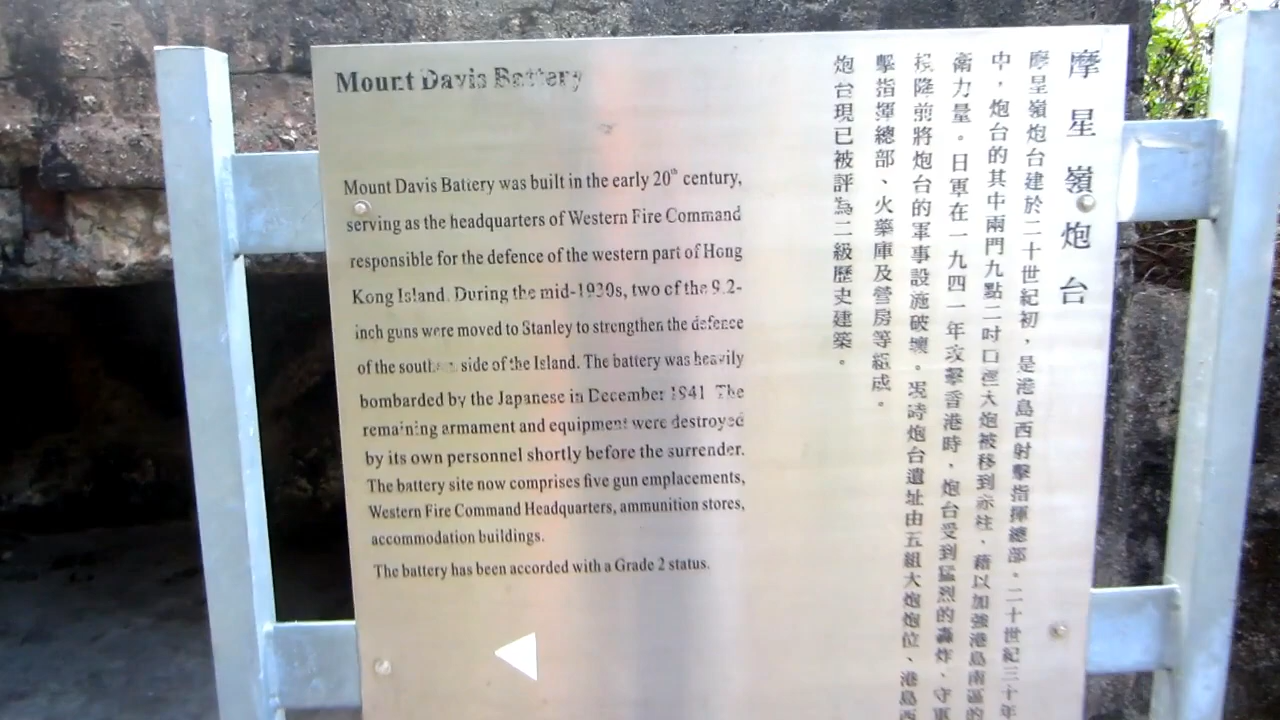 Mount Davis Battery
Mount Davis Battery was built in the early 20th century,
serving as the headquarters of Western Fire Command
responsible for the defence of the western part of Hong
Kong Island. During the mid-1930s, two of the 9.2-
inch guns were moved to Stanley to strengthen the defence
of the southern side of the Island. The battery was heavily
bombarded by the Japanese in December 1941 The
remaining armament and equipment were destroyed
by its own personnel shortly before the surrender.
The battery site now comprises five gun emplacements,
Western Fire Command Headquarters, ammunition stores,
accommodation buildings.
The battery has been accorded with a Grade 2 status.
摩星嶺炮台
摩星嶺炮台建於二十世紀初，是港島西射擊指揮總部。二十世紀三十年
中，炮台的其中兩門九點二吋口徑大炮被移到赤柱，藉以加強港島南區的
衛力量。日軍在一九四一年攻擊香港時，炮台受到猛烈的轟炸，守軍
投降前將炮台的軍事設施破壞。現時炮台遺址由五組大炮炮位、港島西
擊指揮總部、火藥庫及營房等組成。
炮台現已被評為二級歷史建築。